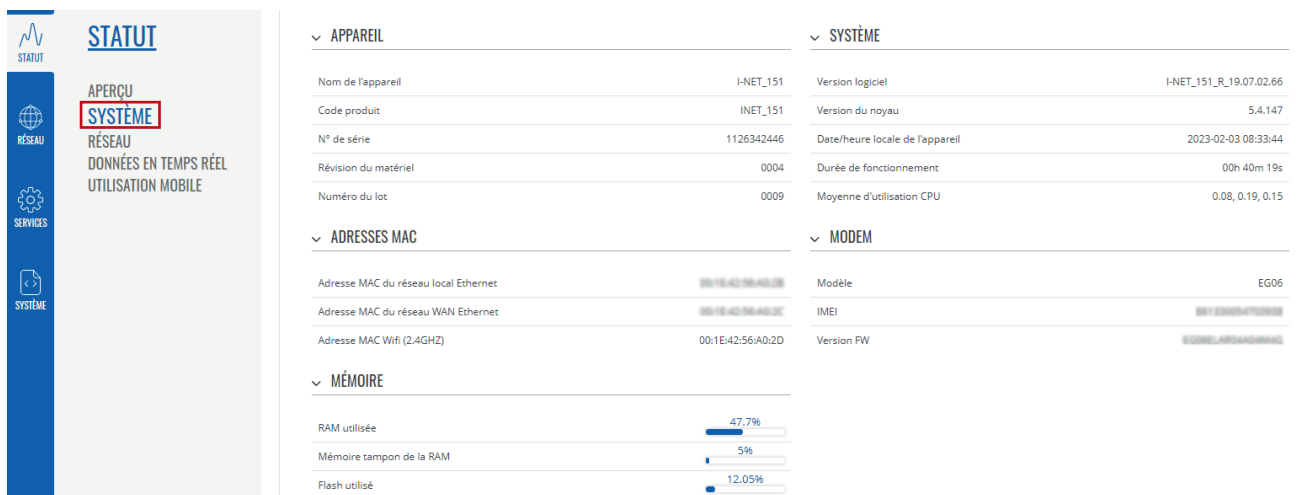 STATUT
RÉSEAU
SERVICES
SYSTÈME
STATUT
APERÇU
SYSTÈME
RÉSEAU
DONNÉES EN TEMPS RÉEL
UTILISATION MOBILE
APPAREIL
Nom de l'appareil I-NET_151
Code produit INET_151
N° de série 1126342446
Révision du matériel 0004
Numéro du lot 0009
ADRESSES MAC
Adresse MAC du réseau local Ethernet
Adresse MAC du réseau WAN Ethernet
Adresse MAC Wifi (2.4GHZ) 00:1E:42:56:A0:2D
MÉMOIRE
RAM utilisée 47.7%
Mémoire tampon de la RAM 5%
Flash utilisé 12.05%
SYSTÈME
Version logiciel I-NET_151_R_19.07.02.66
Version du noyau 5.4.147
Date/heure locale de l'appareil 2023-02-03 08:33:44
Durée de fonctionnement 00h 40m 19s
Moyenne d'utilisation CPU 0.08, 0.19, 0.15
MODEM
Modèle EG06
IMEI
Version FW